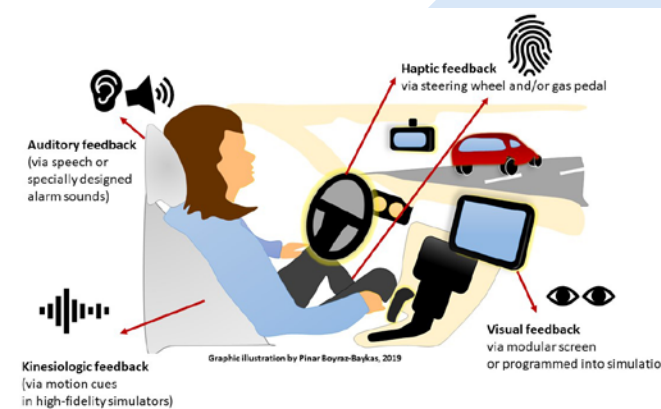 Haptic feedback
via steering wheel and/or gas pedal
Auditory feedback
(via speech or
specially designed
alarm sounds)
Visual feedback
via modular screen
or programmed into simulatio
Graphic illustration by Pinar Boyraz-Baykas, 2019
Kinesiologic feedback
(via motion cues
in high-fidelity simulators)